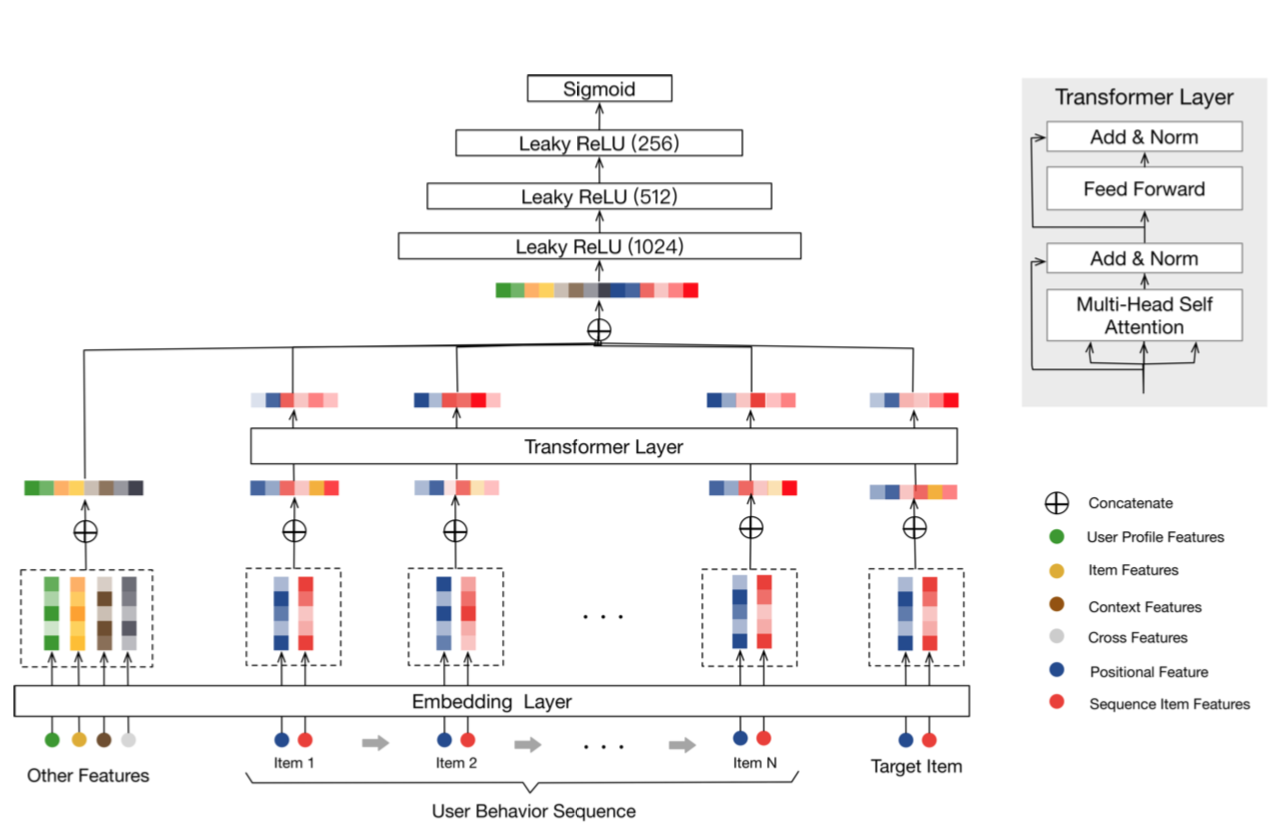 Sigmoid
Leaky ReLU (256)
Leaky ReLU (512)
Leaky ReLU (1024)
Transformer Layer
Embedding Layer
Other Features
Item 1
Item 2
. . .
. . .
Item N
Target Item
User Behavior Sequence
Transformer Layer
Add & Norm
Feed Forward
Add & Norm
Multi-Head Self
Attention
Concatenate
User Profile Features
Item Features
Context Features
Cross Features
Positional Feature
Sequence Item Features